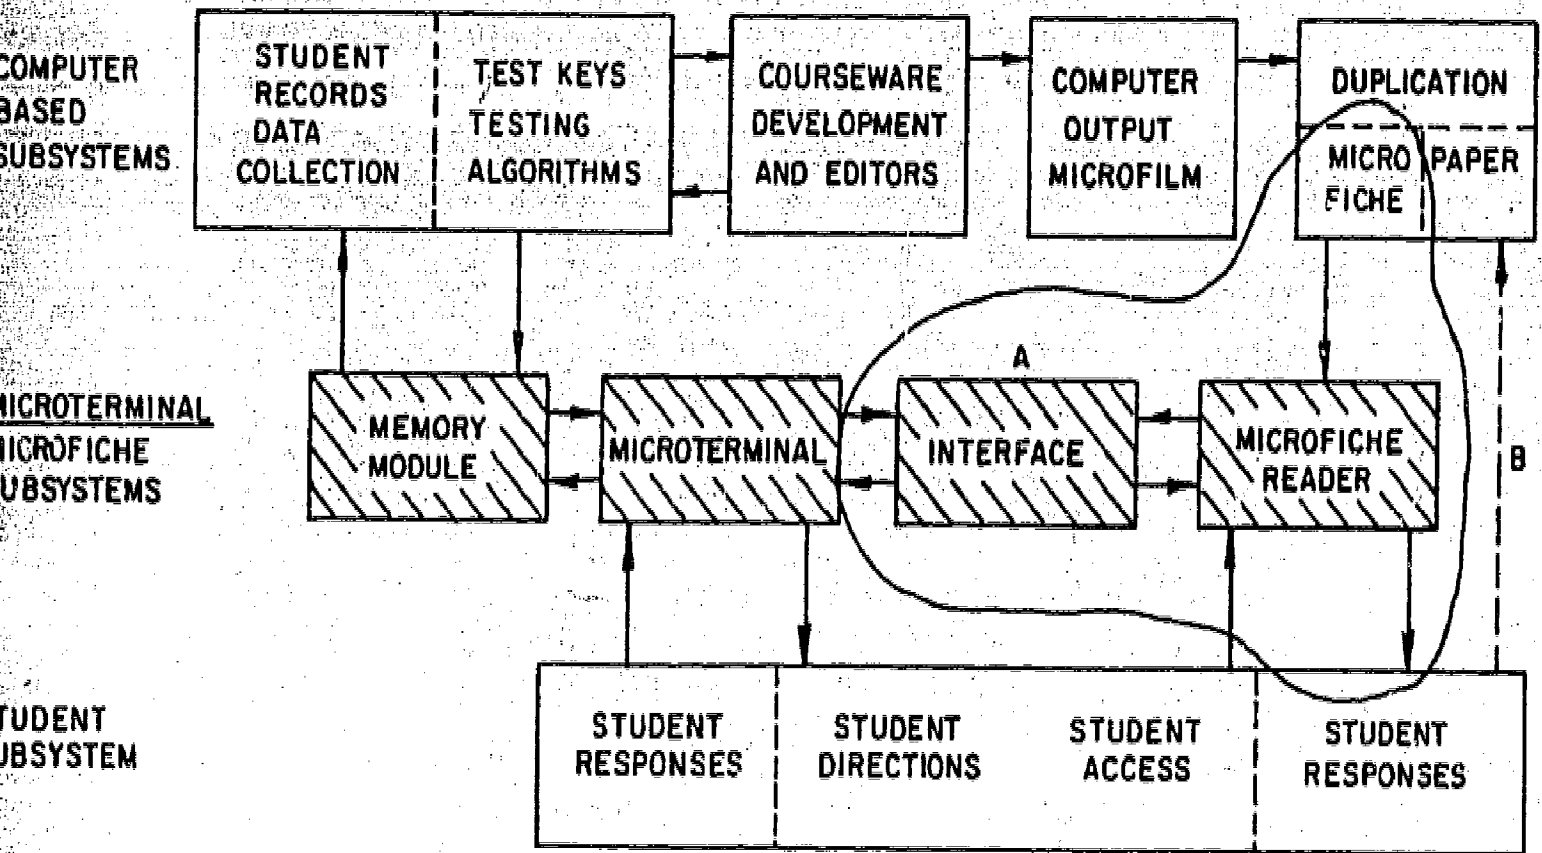 COMPUTER
BASED
SUBSYSTEMS
STUDENT
RECORDS
DATA
COLLECTION
TEST KEYS
TESTING
ALGORITHMS
COURSEWARE
DEVELOPMENT
AND EDITORS
COMPUTER
OUTPUT
MICROFILM
DUPLICATION
MICRO
FICHE
PAPER
MICROTERMINAL
MICROFICHE
SUBSYSTEMS
MEMORY
MODULE
MICROTERMINAL
A
INTERFACE
MICROFICHE
READER
B
STUDENT
SUBSYSTEM
STUDENT
RESPONSES
STUDENT
DIRECTIONS
STUDENT
ACCESS
STUDENT
RESPONSES